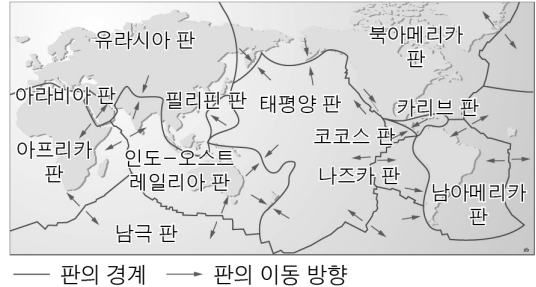 유라시아 판
북아메리카
판
아라비아 판
필리핀 판
태평양 판
카리브 판
코코스 판
아프리카
판
인도-오스트
레일리아 판
나즈카 판
남아메리카
판
남극 판
판의 경계
판의 이동 방향